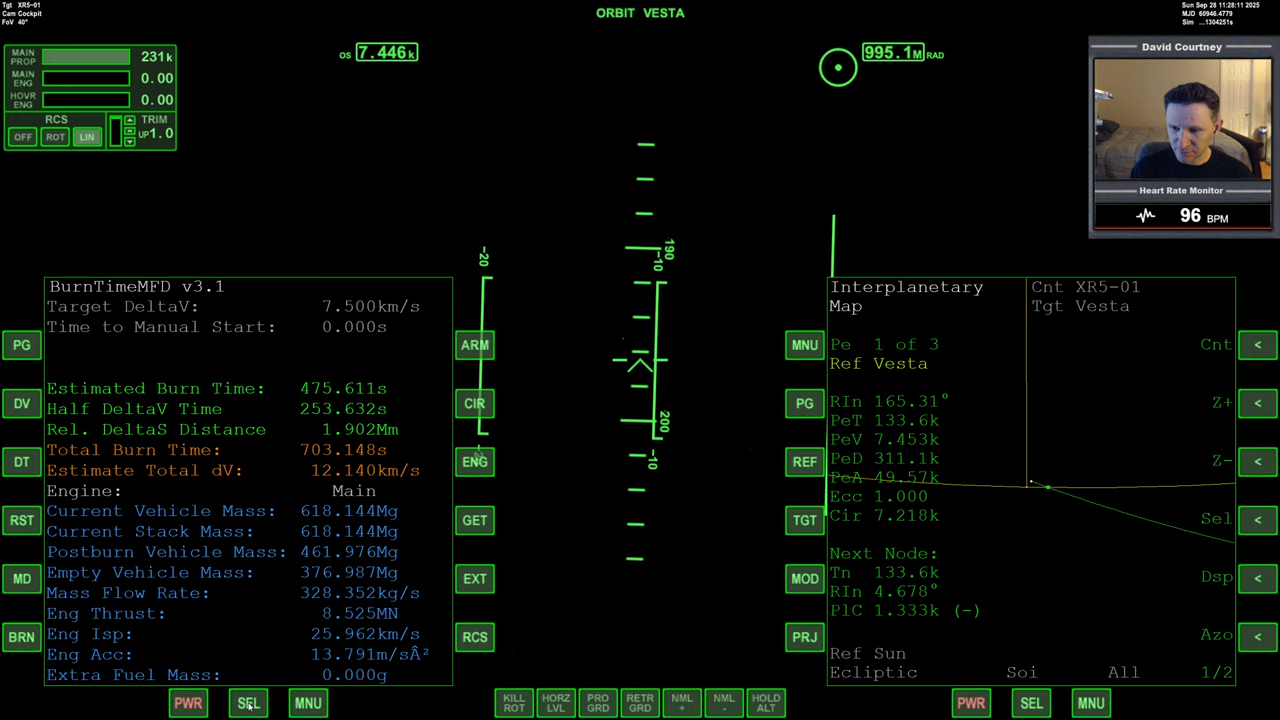 Tgt XR5-01
Cam Cockpit
FoV 40°
ORBIT VESTA
Sun Sep 28 11:28:11 2025
MJD 60946.4779
Sim ...1304251s
MAIN PROP 231k
MAIN ENG 0.00
HOVR ENG 0.00
RCS
OFF ROT LIN
TRIM
UP 1.0
OS 7.446k
995.1M RAD
David Courtney
Heart Rate Monitor
96 BPM
-20
190
-10
200
-10
BurnTimeMFD v3.1
Target DeltaV: 7.500km/s
Time to Manual Start: 0.000s
Estimated Burn Time: 475.611s
Half DeltaV Time 253.632s
Rel. DeltaS Distance 1.902Mm
Total Burn Time: 703.148s
Estimate Total dV: 12.140km/s
Engine: Main
Current Vehicle Mass: 618.144Mg
Current Stack Mass: 618.144Mg
Postburn Vehicle Mass: 461.976Mg
Empty Vehicle Mass: 376.987Mg
Mass Flow Rate: 328.352kg/s
Eng Thrust: 8.525MN
Eng Isp: 25.962km/s
Eng Acc: 13.791m/sÂ²
Extra Fuel Mass: 0.000g
PG
DV
DT
RST
MD
BRN
ARM
CIR
ENG
GET
EXT
RCS
PWR SEL MNU
KILL ROT
HORZ LVL
PRO GRD
RETR GRD
NML +
NML -
HOLD ALT
Interplanetary
Map
Cnt XR5-01
Tgt Vesta
Pe 1 of 3
Ref Vesta
RIn 165.31°
PeT 133.6k
PeV 7.453k
PeD 311.1k
PeA 49.57k
Ecc 1.000
Cir 7.218k
Next Node:
Tn 133.6k
RIn 4.678°
PlC 1.333k (-)
Ref Sun
Ecliptic Soi All 1/2
MNU
PG
REF
TGT
MOD
PRJ
Cnt <
Z+ <
Z- <
Sel <
Dsp <
Azo <
PWR SEL MNU